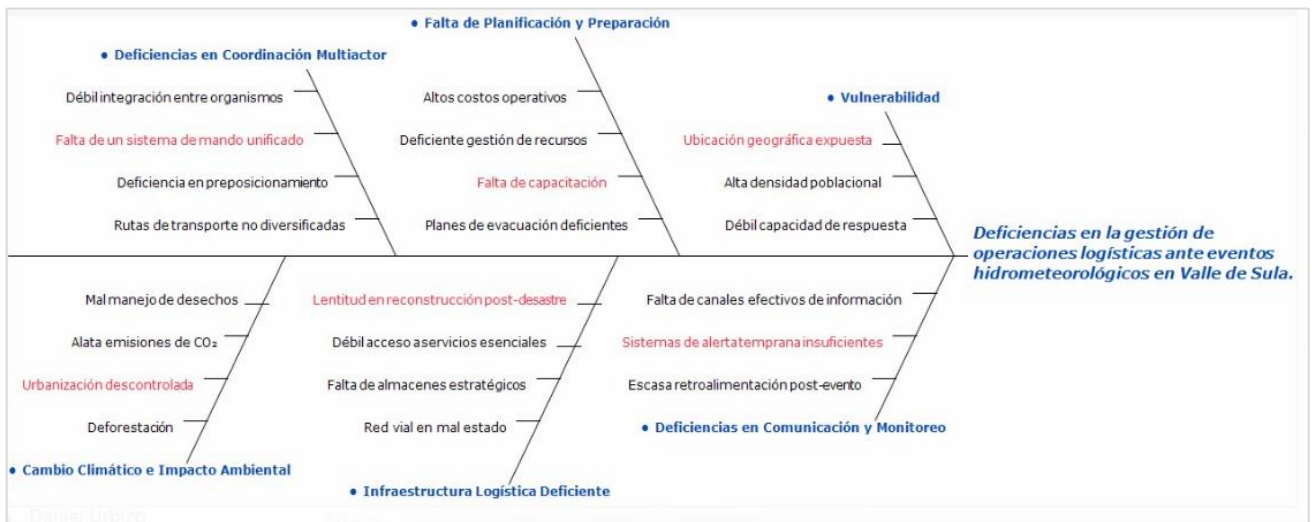 • Falta de Planificación y Preparación
• Deficiencias en Coordinación Multiactor
Débil integración entre organismos
Falta de un sistema de mando unificado
Deficiencia en preposicionamiento
Rutas de transporte no diversificadas
Altos costos operativos
Deficiente gestión de recursos
Falta de capacitación
Planes de evacuación deficientes
• Vulnerabilidad
Ubicación geográfica expuesta
Alta densidad poblacional
Débil capacidad de respuesta
Deficiencias en la gestión de
operaciones logísticas ante eventos
hidrometeorológicos en Valle de Sula.
Mal manejo de desechos
Alata emisiones de CO₂
Urbanización descontrolada
Deforestación
• Cambio Climático e Impacto Ambiental
Lentitud en reconstrucción post-desastre
Débil acceso a servicios esenciales
Falta de almacenes estratégicos
Red vial en mal estado
• Infraestructura Logística Deficiente
Falta de canales efectivos de información
Sistemas de alerta temprana insuficientes
Escasa retroalimentación post-evento
• Deficiencias en Comunicación y Monitoreo